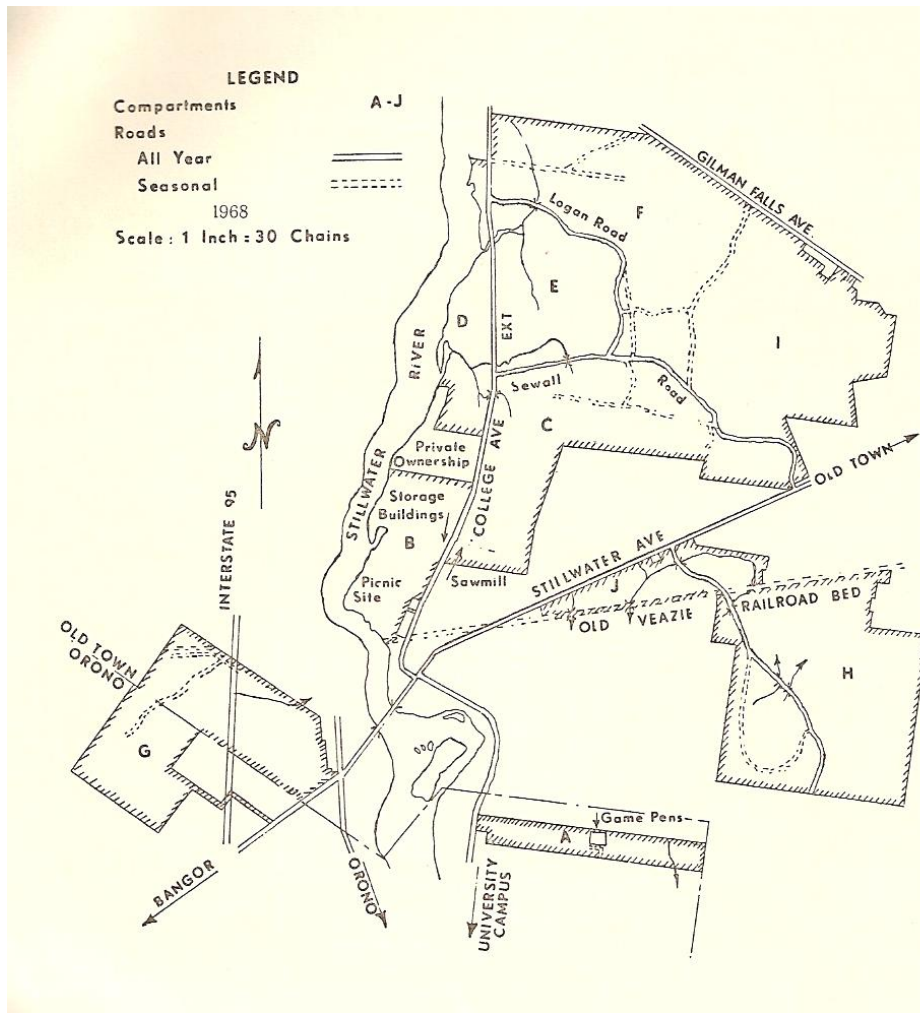 LEGEND
Compartments A-J
Roads
All Year
Seasonal
1968
Scale: 1 Inch = 30 Chains
GILMAN FALLS AVE.
Logan Road
F
E
D
EXT
I
RIVER
Sewall
Road
C
N
Private
Ownership
COLLEGE AVE
OLD TOWN
STILLWATER
Storage
Buildings
B
INTERSTATE 95
STILLWATER AVE
Picnic
Site
Sawmill
J
RAILROAD BED
OLD VEAZIE
OLD TOWN
ORONO
H
G
Game Pens
A
BANGOR
ORONO
UNIVERSITY
CAMPUS